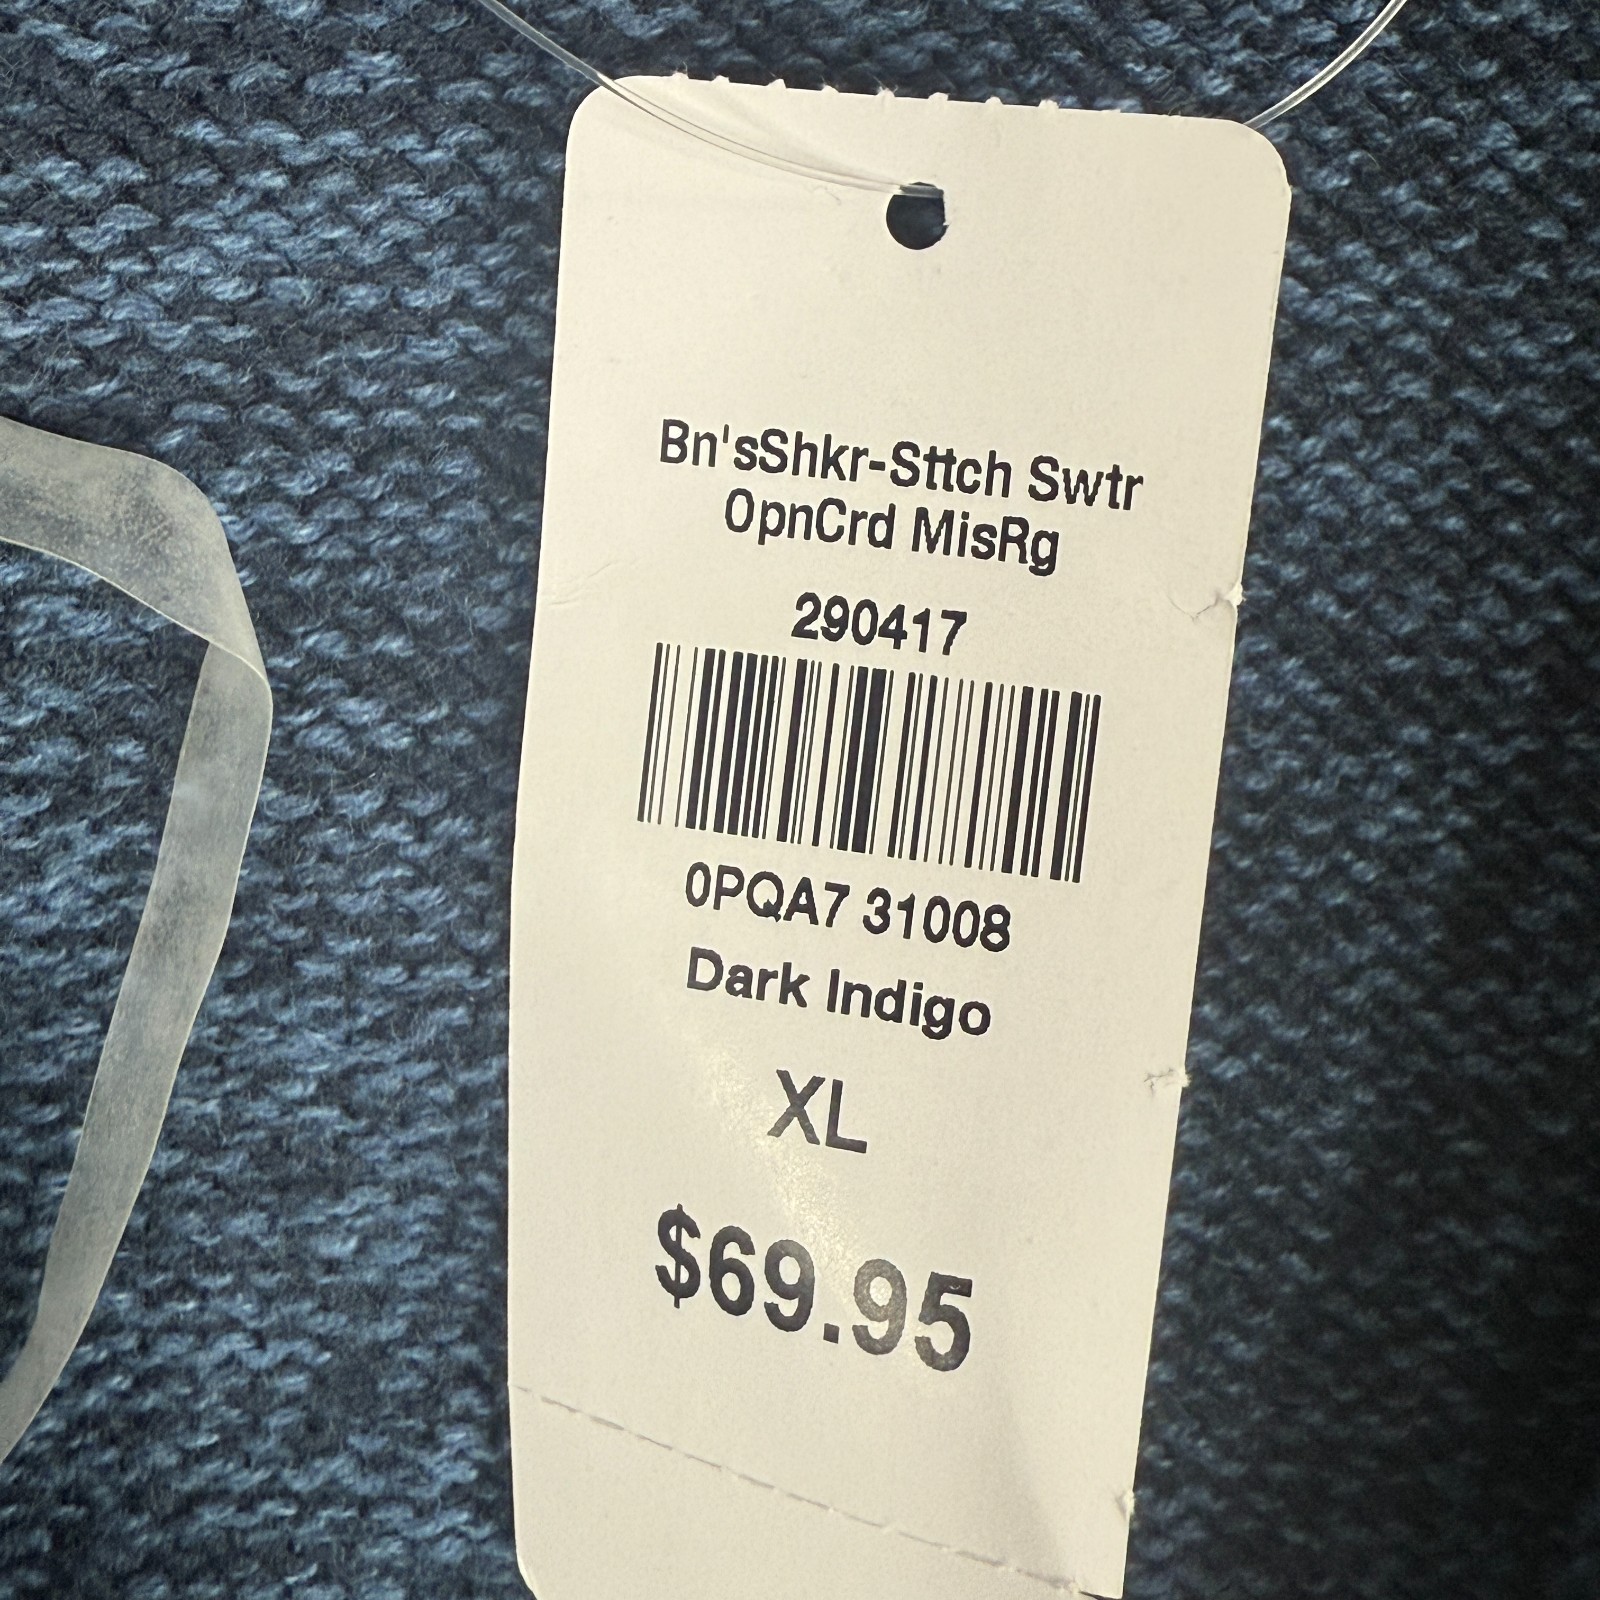 Bn'sShkr-Sttch Swtr
OpnCrd MisRg
290417
0PQA7 31008
Dark Indigo
XL
$69.95